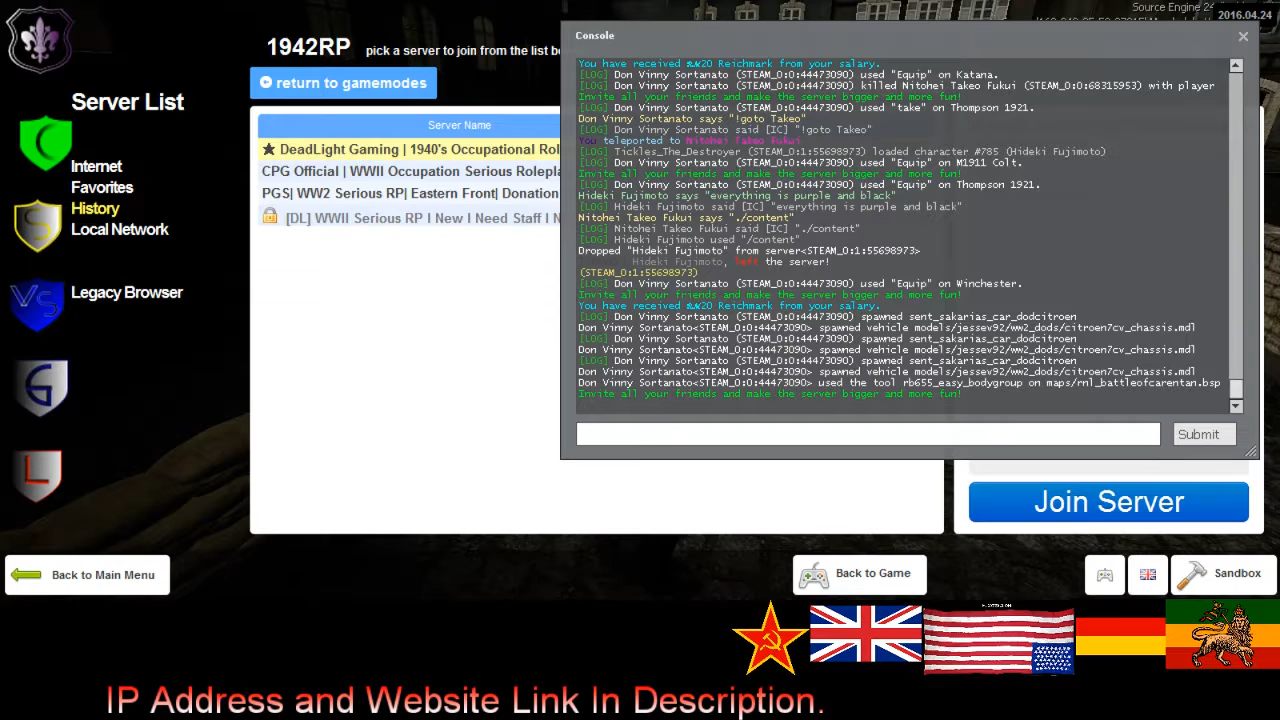 Source Engine 24
2016.04.24
1942RP pick a server to join from the list be
return to gamemodes
Server List
Internet
Favorites
History
Local Network
Legacy Browser
Server Name
★ DeadLight Gaming | 1940's Occupational Rol
CPG Official | WWII Occupation Serious Rolepla
PGS| WW2 Serious RP| Eastern Front| Donation
[DL] WWII Serious RP I New I Need Staff I N
Console
You have received 20 Reichmark from your salary.
[LOG] Don Vinny Sortanato (STEAM_0:0:44473090) used "Equip" on Katana.
[LOG] Don Vinny Sortanato (STEAM_0:0:44473090) killed Nitohei Takeo Fukui (STEAM_0:0:68315953) with player
Invite all your friends and make the server bigger and more fun!
[LOG] Don Vinny Sortanato (STEAM_0:0:44473090) used "take" on Thompson 1921.
Don Vinny Sortanato says "!goto Takeo"
[LOG] Don Vinny Sortanato said [IC] "!goto Takeo"
You teleported to Nitohei Takeo Fukui
[LOG] Tickles_The_Destroyer (STEAM_0:1:55698973) loaded character #785 (Hideki Fujimoto)
[LOG] Don Vinny Sortanato (STEAM_0:0:44473090) used "Equip" on M1911 Colt.
Invite all your friends and make the server bigger and more fun!
[LOG] Don Vinny Sortanato (STEAM_0:0:44473090) used "Equip" on Thompson 1921.
Hideki Fujimoto says "everything is purple and black"
[LOG] Hideki Fujimoto said [IC] "everything is purple and black"
Nitohei Takeo Fukui says "./content"
[LOG] Nitohei Takeo Fukui said [IC] "./content"
[LOG] Hideki Fujimoto used "/content"
Dropped "Hideki Fujimoto" from server<STEAM_0:1:55698973>
Hideki Fujimoto, left the server!
(STEAM_0:1:55698973)
[LOG] Don Vinny Sortanato (STEAM_0:0:44473090) used "Equip" on Winchester.
Invite all your friends and make the server bigger and more fun!
You have received 20 Reichmark from your salary.
[LOG] Don Vinny Sortanato (STEAM_0:0:44473090) spawned sent_sakarias_car_dodcitroen
Don Vinny Sortanato<STEAM_0:0:44473090> spawned vehicle models/jessev92/ww2_dods/citroen7cv_chassis.mdl
[LOG] Don Vinny Sortanato (STEAM_0:0:44473090) spawned sent_sakarias_car_dodcitroen
Don Vinny Sortanato<STEAM_0:0:44473090> spawned vehicle models/jessev92/ww2_dods/citroen7cv_chassis.mdl
[LOG] Don Vinny Sortanato (STEAM_0:0:44473090) spawned sent_sakarias_car_dodcitroen
Don Vinny Sortanato<STEAM_0:0:44473090> spawned vehicle models/jessev92/ww2_dods/citroen7cv_chassis.mdl
Don Vinny Sortanato<STEAM_0:0:44473090> used the tool rb655_easy_bodygroup on maps/rnl_battleofcarentan.bsp
Invite all your friends and make the server bigger and more fun!
Submit
Join Server
Back to Main Menu
Back to Game
Sandbox
IP Address and Website Link In Description.